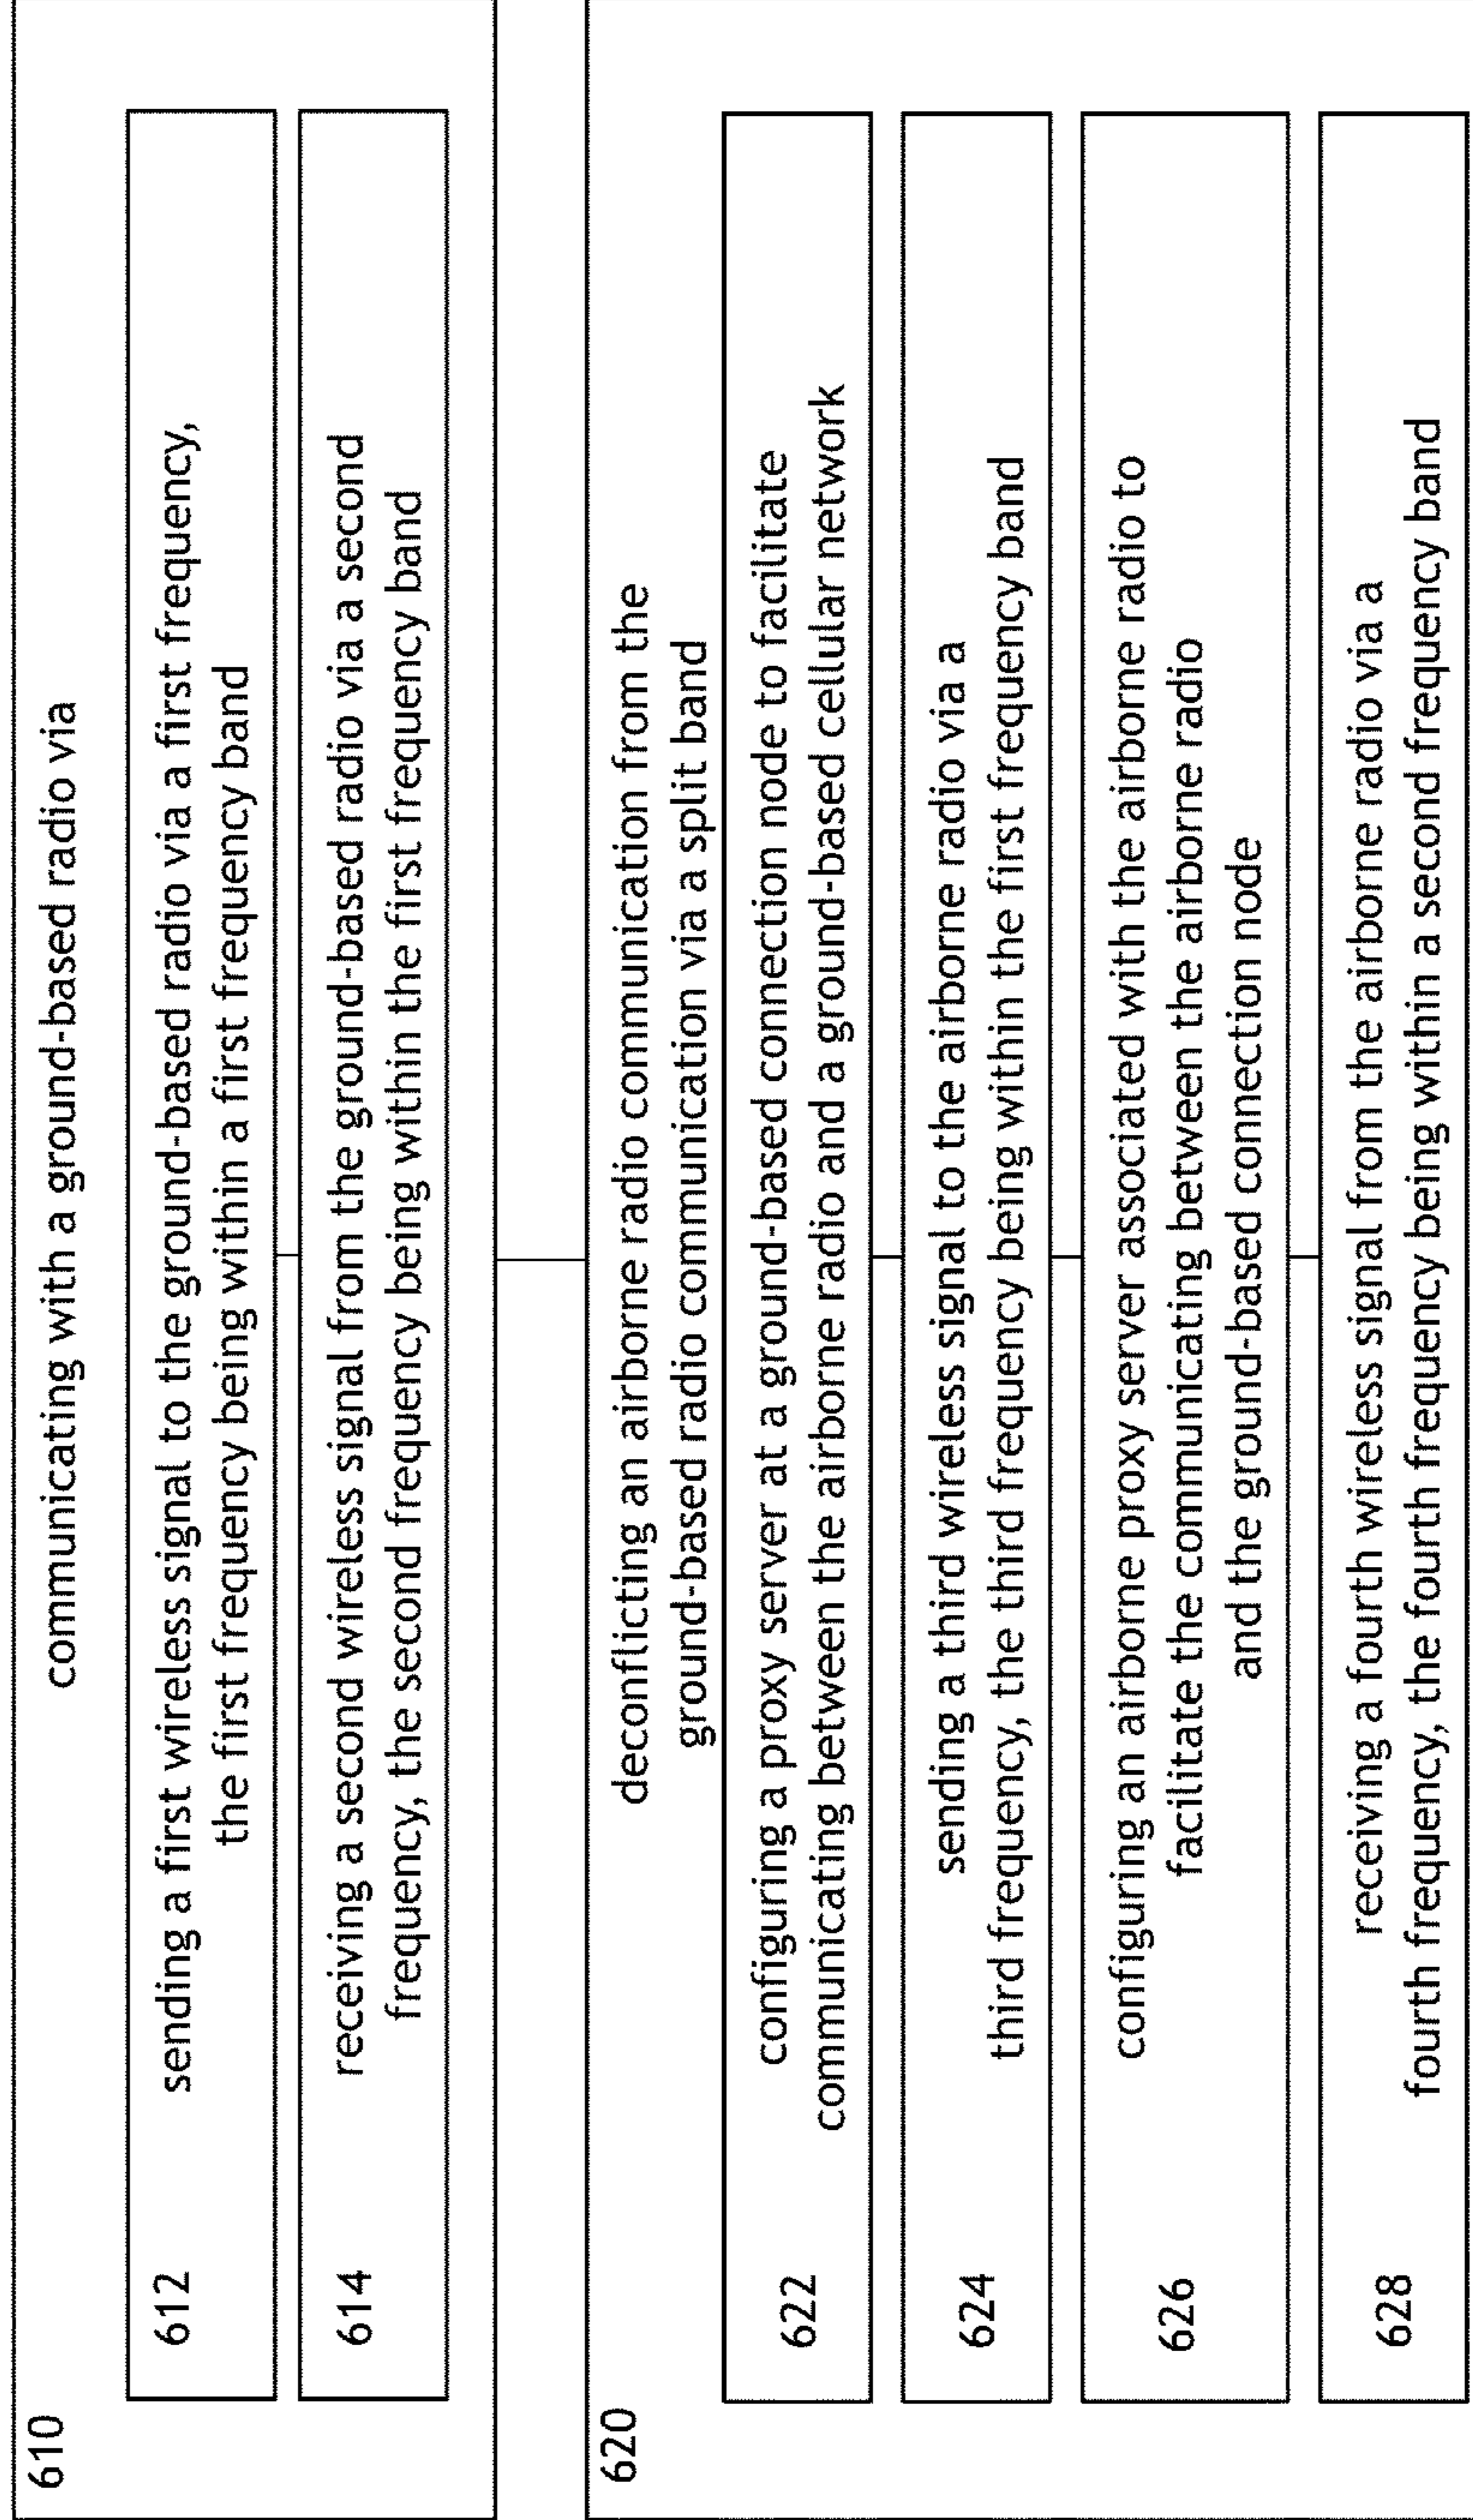 610
communicating with a ground-based radio via
612
sending a first wireless signal to the ground-based radio via a first frequency,
the first frequency being within a first frequency band
614
receiving a second wireless signal from the ground-based radio via a second
frequency, the second frequency being within the first frequency band
620
deconflicting an airborne radio communication from the
ground-based radio communication via a split band
622
configuring a proxy server at a ground-based connection node to facilitate
communicating between the airborne radio and a ground-based cellular network
624
sending a third wireless signal to the airborne radio via a
third frequency, the third frequency being within the first frequency band
626
configuring an airborne proxy server associated with the airborne radio to
facilitate the communicating between the airborne radio
and the ground-based connection node
628
receiving a fourth wireless signal from the airborne radio via a
fourth frequency, the fourth frequency being within a second frequency band